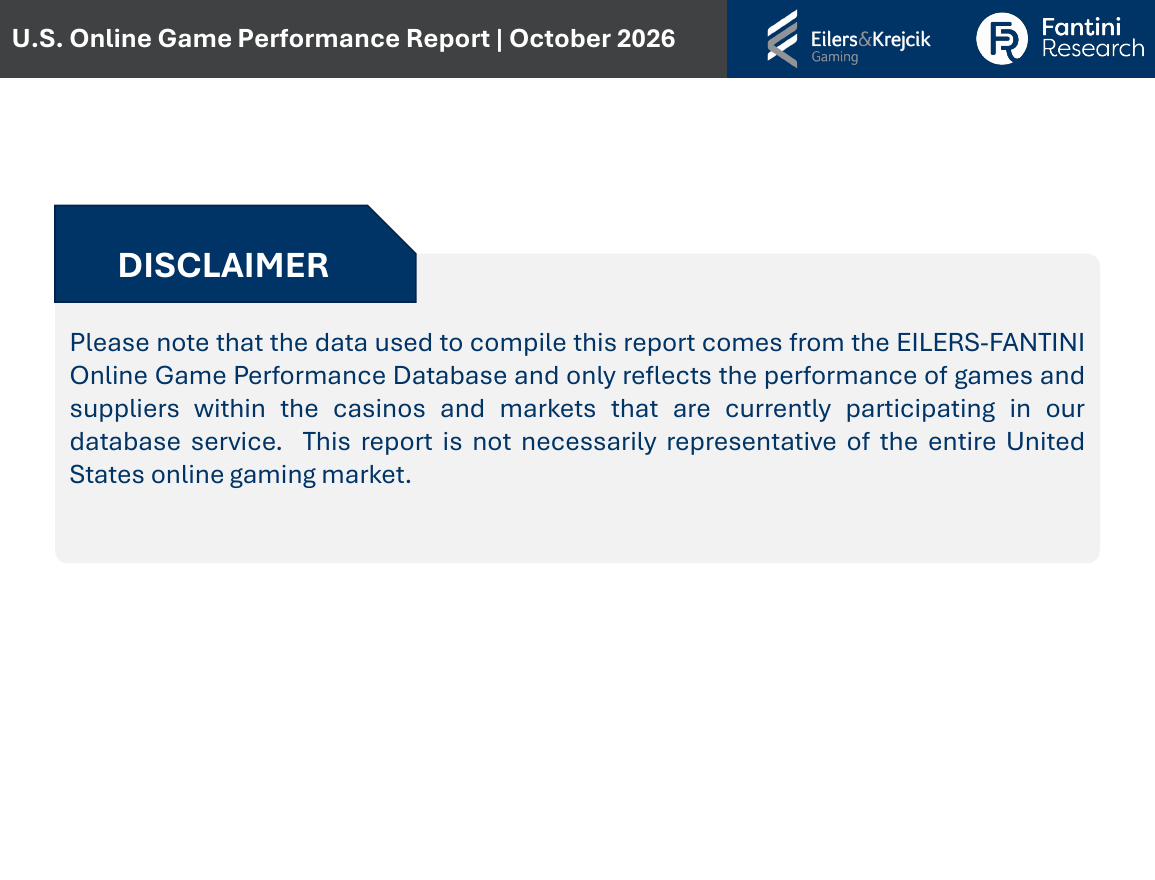 U.S. Online Game Performance Report | October 2026
Eilers&Krejcik
Gaming
Fantini
Research
DISCLAIMER
Please note that the data used to compile this report comes from the EILERS-FANTINI
Online Game Performance Database and only reflects the performance of games and
suppliers within the casinos and markets that are currently participating in our
database service.  This report is not necessarily representative of the entire United
States online gaming market.